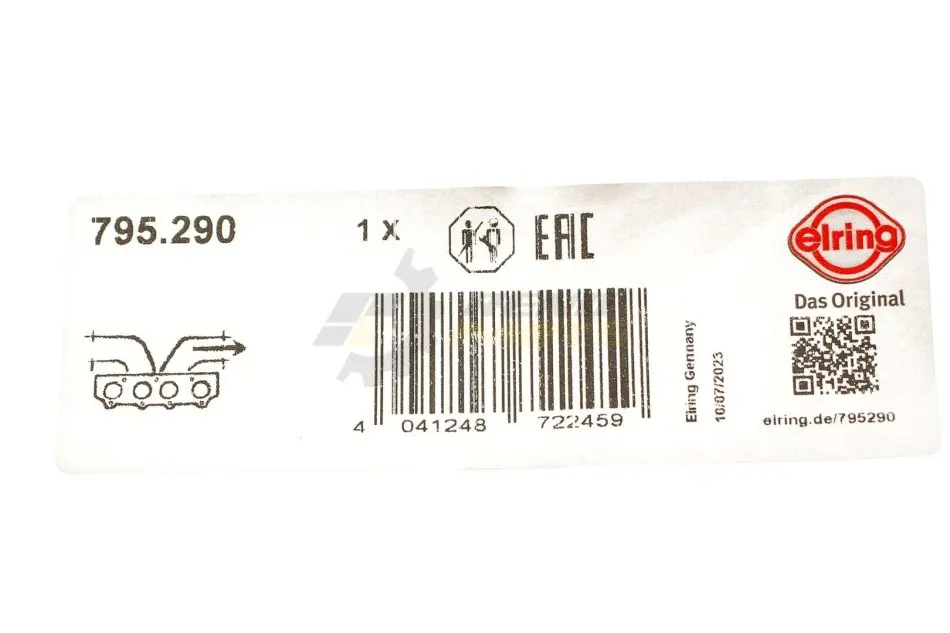 795.290
1 X
EAC
elring
Das Original
4 041248 722459
Elring Germany
10/07/2023
elring.de/795290